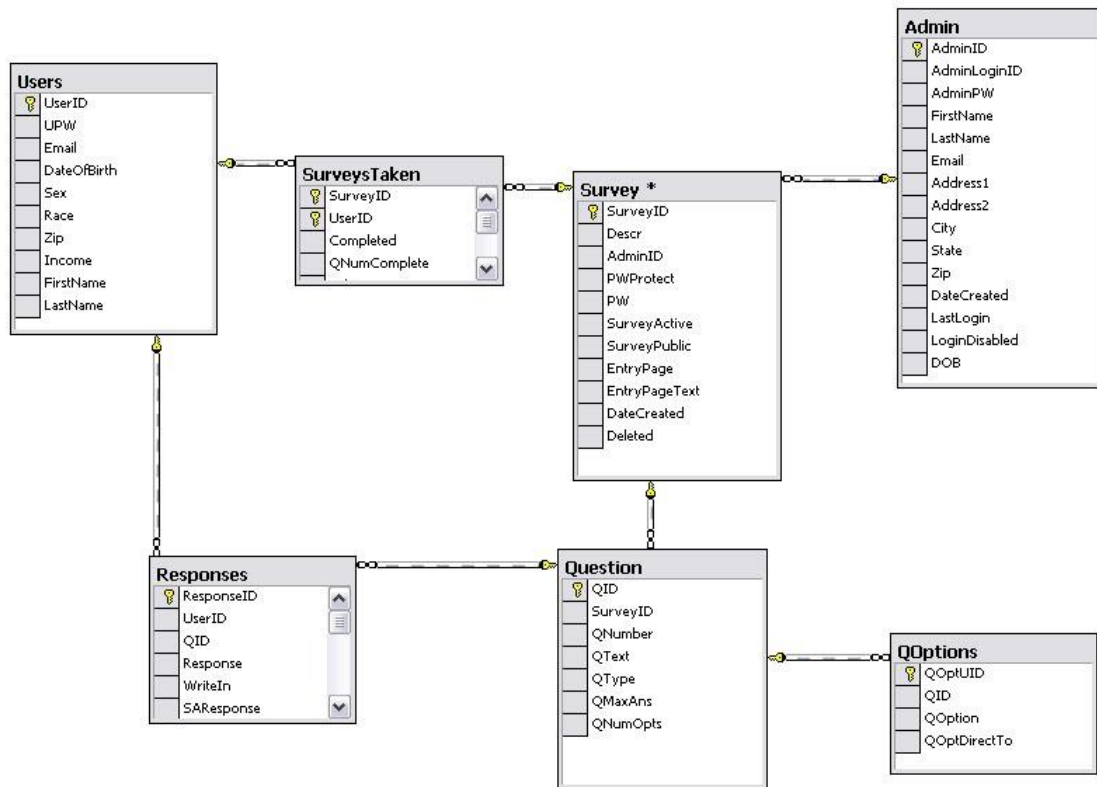 Users
UserID
UPW
Email
DateOfBirth
Sex
Race
Zip
Income
FirstName
LastName
SurveysTaken
SurveyID
UserID
Completed
QNumComplete
Survey *
SurveyID
Descr
AdminID
PWProtect
PW
SurveyActive
SurveyPublic
EntryPage
EntryPageText
DateCreated
Deleted
Admin
AdminID
AdminLoginID
AdminPW
FirstName
LastName
Email
Address1
Address2
City
State
Zip
DateCreated
LastLogin
LoginDisabled
DOB
Responses
ResponseID
UserID
QID
Response
WriteIn
SAResponse
Question
QID
SurveyID
QNumber
QText
QType
QMaxAns
QNumOpts
QOptions
QOptUID
QID
QOption
QOptDirectTo